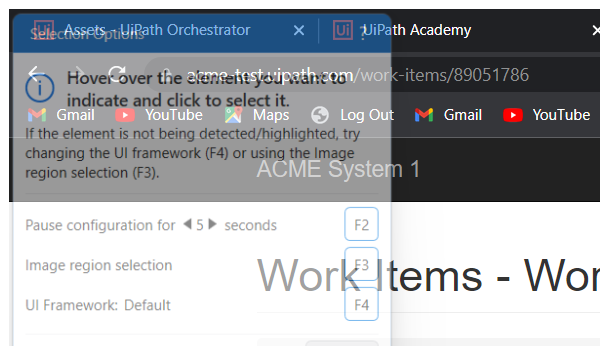 Assets - UiPath Orchestrator
UiPath Academy
Selection Options
?
acme-test.uipath.com/work-items/89051786
Hover over the element you want to
indicate and click to select it.
Gmail YouTube Maps Log Out Gmail YouTube
If the element is not being detected/highlighted, try
changing the UI framework (F4) or using the Image
region selection (F3).
ACME System 1
Pause configuration for 5 seconds F2
Image region selection F3
Work Items - Wor
UI Framework: Default F4